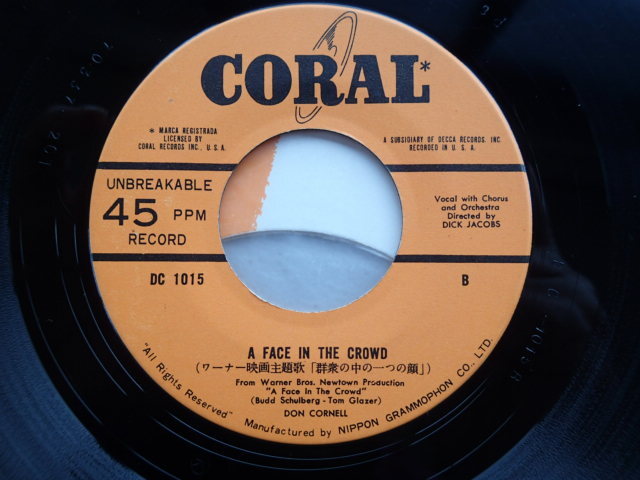 CORAL*
* MARCA REGISTRADA
LICENSED BY
CORAL RECORDS INC., U.S.A.
A SUBSIDIARY OF DECCA RECORDS. INC.
RECORDED IN U.S.A.
UNBREAKABLE
45 PPM
RECORD
Vocal with Chorus
and Orchestra
Directed by
DICK JACOBS
DC 1015
B
A FACE IN THE CROWD
(ワーナー映画主題歌「群衆の中の一つの顔」)
From Warner Bros. Newtown Production
"A Face In The Crowd"
(Budd Schulberg - Tom Glazer)
DON CORNELL
"All Rights Reserved"
Manufactured by NIPPON GRAMMOPHON CO., LTD.